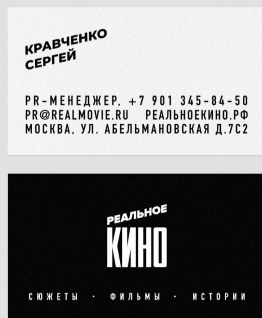 КРАВЧЕНКО
СЕРГЕЙ
PR-МЕНЕДЖЕР, +7 901 345-84-50
PR@REALMOVIE.RU РЕАЛЬНОЕКИНО.РФ
МОСКВА, УЛ. АБЕЛЬМАНОВСКАЯ Д.7С2
РЕАЛЬНОЕ
КИНО
СЮЖЕТЫ · ФИЛЬМЫ · ИСТОРИИ